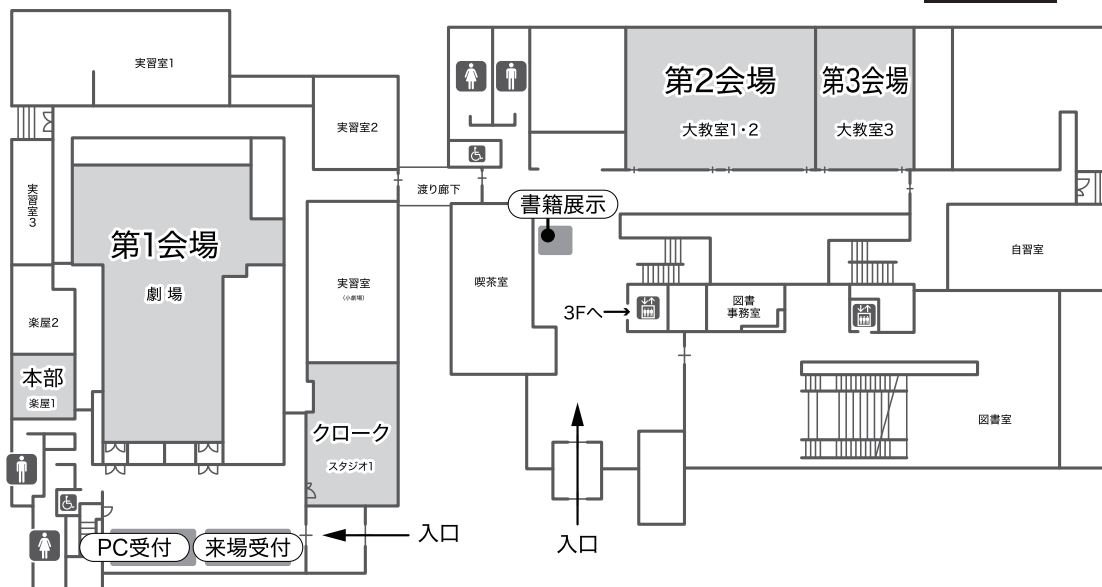 実習室1
実習室2
実習室3
第1会場
劇場
楽屋2
本部
楽屋1
実習室
(小劇場)
クローク
スタジオ1
PC受付
来場受付
入口
渡り廊下
第2会場
大教室1・2
第3会場
大教室3
書籍展示
喫茶室
3Fへ
図書
事務室
自習室
図書室
入口